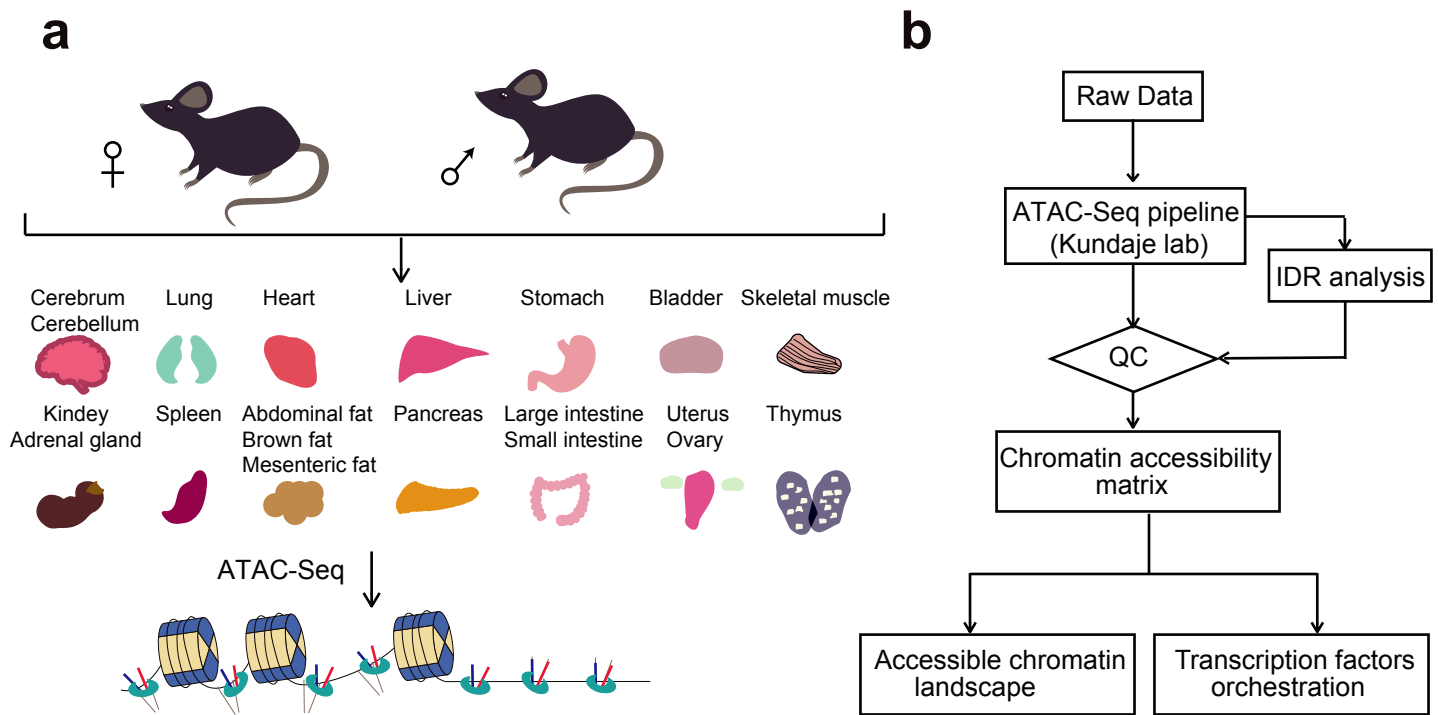 a
♀
♂
Cerebrum
Cerebellum
Lung
Heart
Liver
Stomach
Bladder
Skeletal muscle
Kindey
Adrenal gland
Spleen
Abdominal fat
Brown fat
Mesenteric fat
Pancreas
Large intestine
Small intestine
Uterus
Ovary
Thymus
ATAC-Seq
b
Raw Data
ATAC-Seq pipeline
(Kundaje lab)
IDR analysis
QC
Chromatin accessibility
matrix
Accessible chromatin
landscape
Transcription factors
orchestration